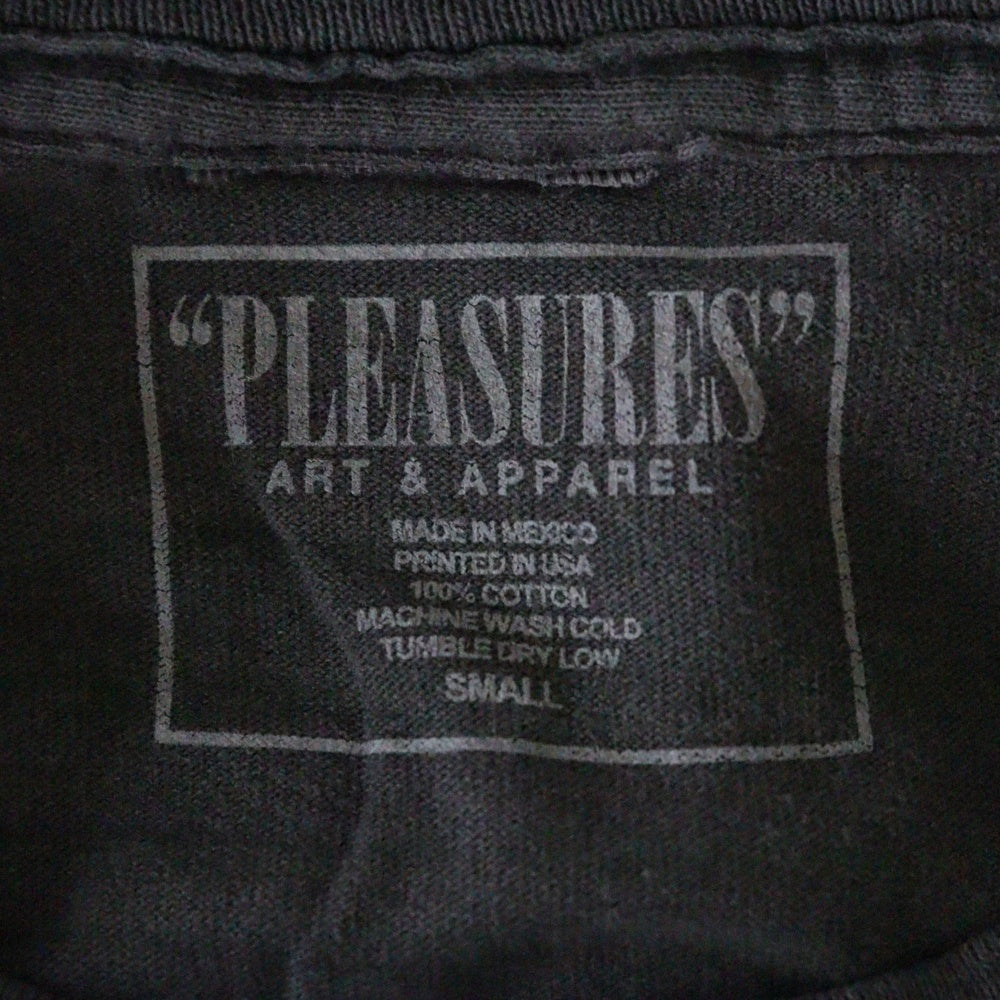 “PLEASURES”
ART & APPAREL
MADE IN MEXICO
PRINTED IN USA
100% COTTON
MACHINE WASH COLD
TUMBLE DRY LOW
SMALL